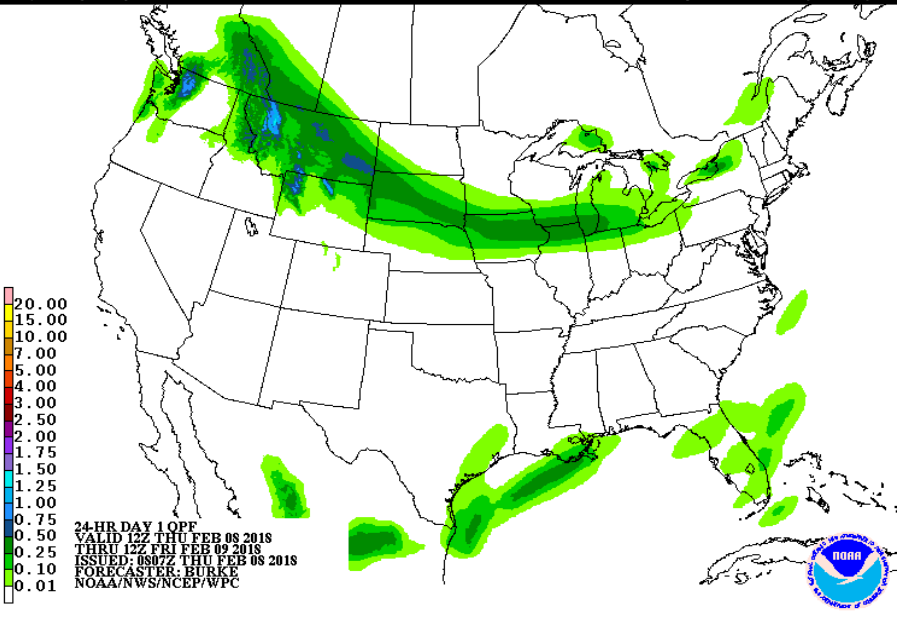 20.00
15.00
10.00
7.00
5.00
4.00
3.00
2.50
2.00
1.75
1.50
1.25
1.00
0.75
0.50
0.25
0.10
0.01
24-HR DAY 1 QPF
VALID 12Z THU FEB 08 2018
THRU 12Z FRI FEB 09 2018
ISSUED: 0807Z THU FEB 08 2018
FORECASTER: BURKE
NOAA/NWS/NCEP/WPC
NOAA